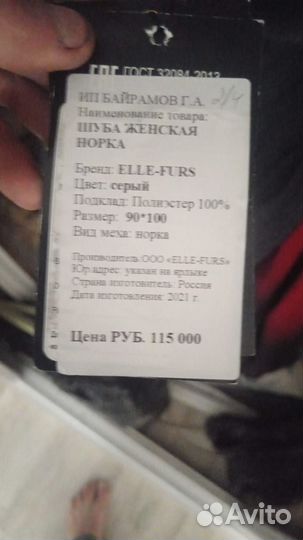 ГОСТ 32084-2012
ИП БАЙРАМОВ Г.А.
Наименование товара:
ШУБА ЖЕНСКАЯ
НОРКА
Бренд: ELLE-FURS
Цвет: серый
Подклад: Полиэстер 100%
Размер: 90*100
Вид меха: норка
Производитель:ООО «ELLE-FURS»
Юр адрес: указан на ярлыке
Страна изготовитель: Россия
Дата изготовления: 2021 г.
Цена РУБ. 115 000
Avito